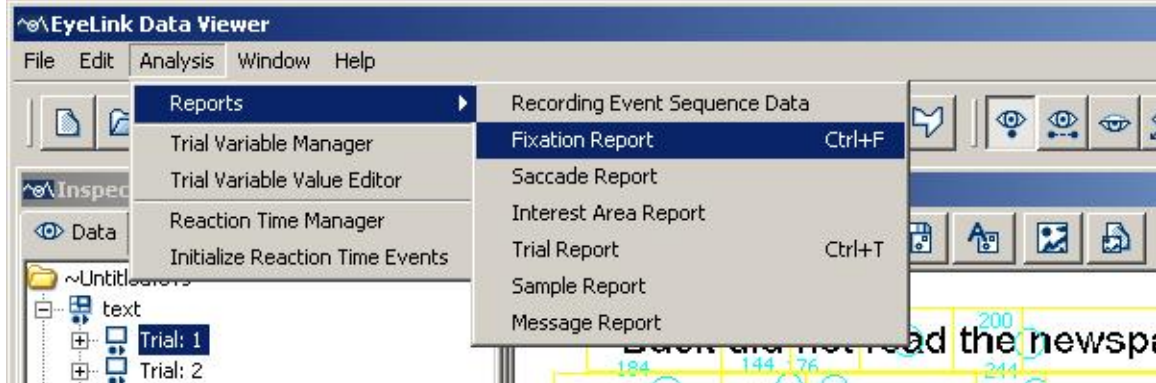 EyeLink Data Viewer
File Edit Analysis Window Help
Reports
Trial Variable Manager
Trial Variable Value Editor
Reaction Time Manager
Initialize Reaction Time Events
Recording Event Sequence Data
Fixation Report Ctrl+F
Saccade Report
Interest Area Report
Trial Report Ctrl+T
Sample Report
Message Report
Inspec
Data
text
Trial: 1
Trial: 2
200
the newspa
184 144 76 244